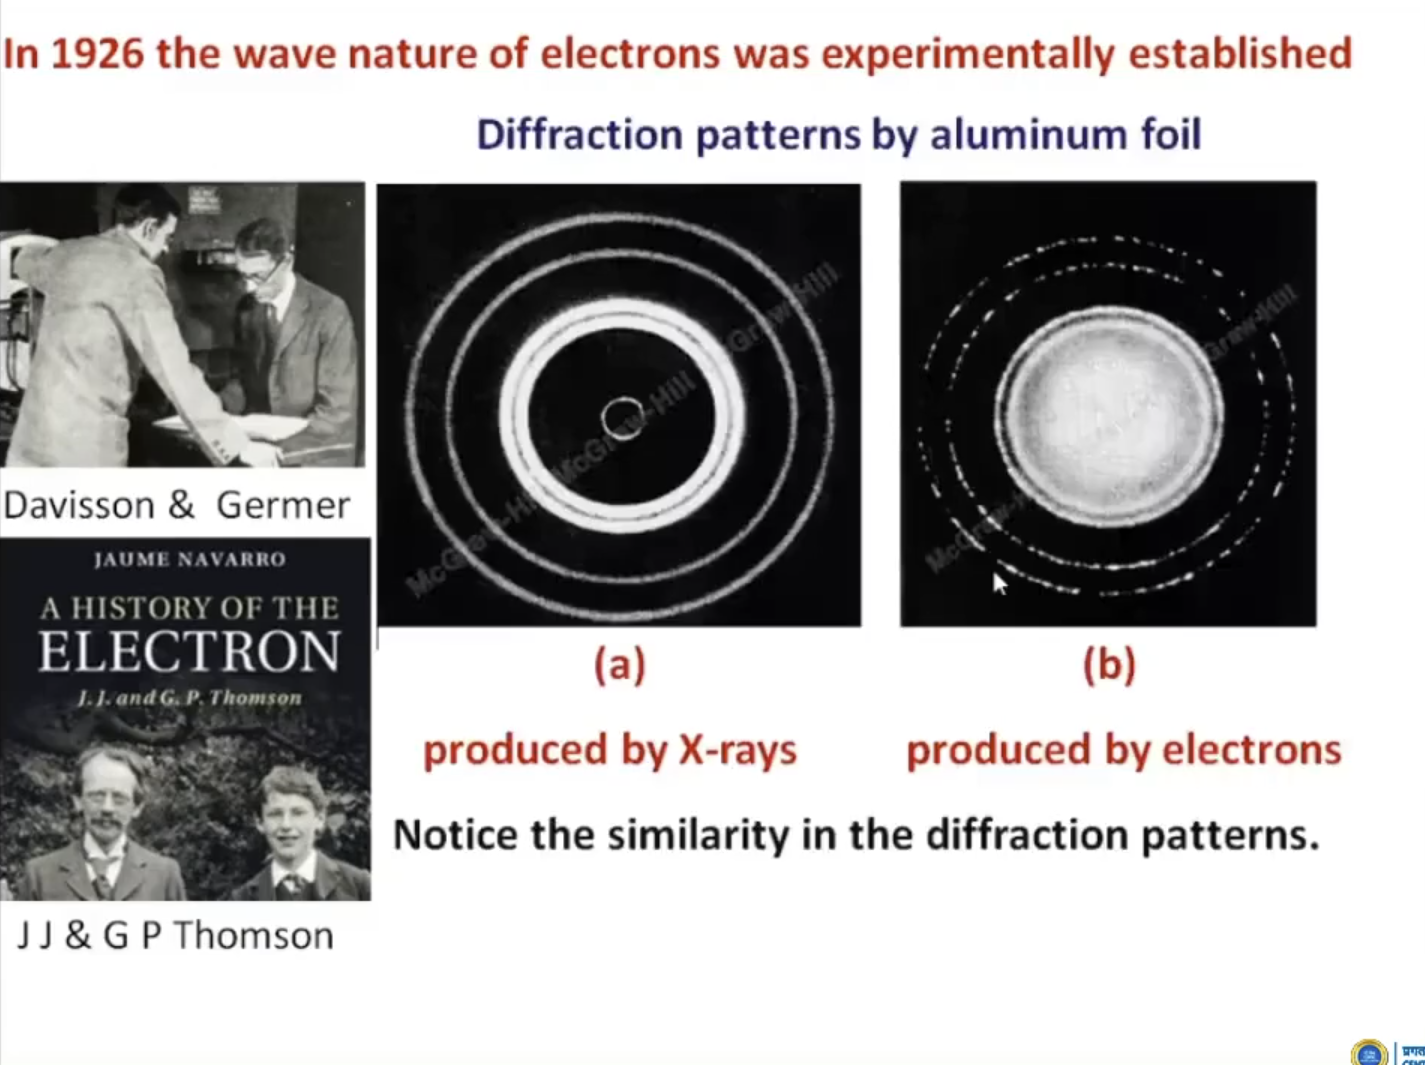 In 1926 the wave nature of electrons was experimentally established
Diffraction patterns by aluminum foil
Davisson & Germer
JAUME NAVARRO
A HISTORY OF THE
ELECTRON
J. J. and G. P. Thomson
J J & G P Thomson
McGraw-Hill McGraw-Hill McGraw-Hill
(a)
produced by X-rays
McGraw-Hill
Graw-Hill
(b)
produced by electrons
Notice the similarity in the diffraction patterns.